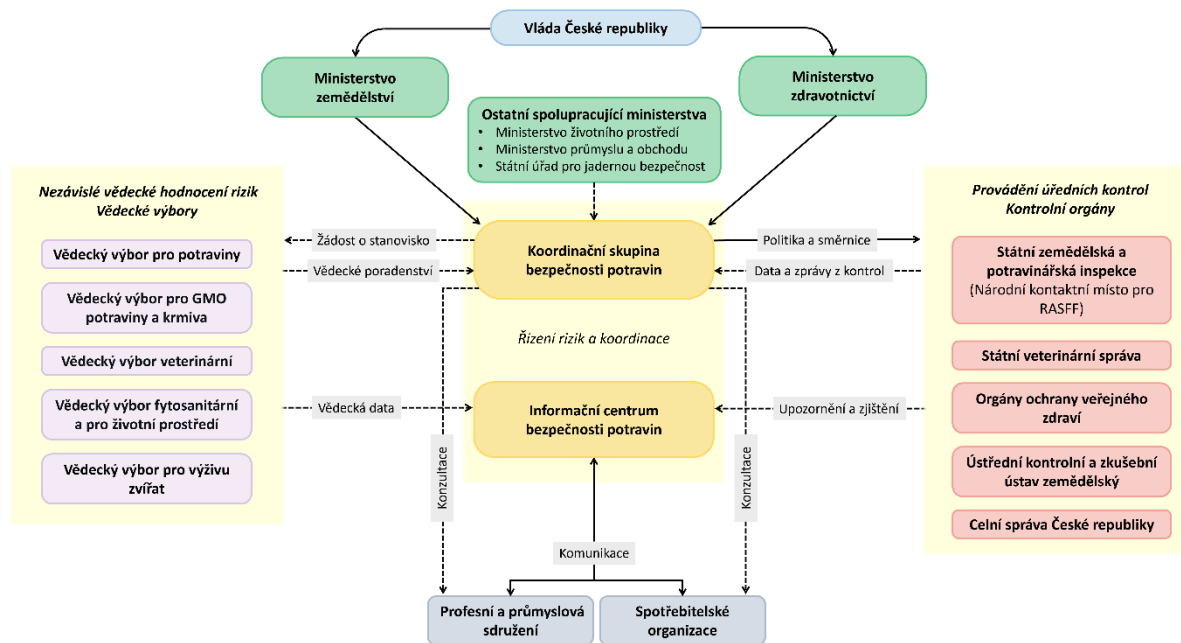 Vláda České republiky
Ministerstvo
zemědělství
Ministerstvo
zdravotnictví
Ostatní spolupracující ministerstva
• Ministerstvo životního prostředí
• Ministerstvo průmyslu a obchodu
• Státní úřad pro jadernou bezpečnost
Nezávislé vědecké hodnocení rizik
Vědecké výbory
Vědecký výbor pro potraviny
Vědecký výbor pro GMO
potraviny a krmiva
Vědecký výbor veterinární
Vědecký výbor fytosanitární
a pro životní prostředí
Vědecký výbor pro výživu
zvířat
Žádost o stanovisko
Vědecké poradenství
Vědecká data
Koordinační skupina
bezpečnosti potravin
Řízení rizik a koordinace
Informační centrum
bezpečnosti potravin
Konzultace
Konzultace
Politika a směrnice
Data a zprávy z kontrol
Upozornění a zjištění
Provádění úředních kontrol
Kontrolní orgány
Státní zemědělská a
potravinářská inspekce
(Národní kontaktní místo pro
RASFF)
Státní veterinární správa
Orgány ochrany veřejného
zdraví
Ústřední kontrolní a zkušební
ústav zemědělský
Celní správa České republiky
Komunikace
Profesní a průmyslová
sdružení
Spotřebitelské
organizace